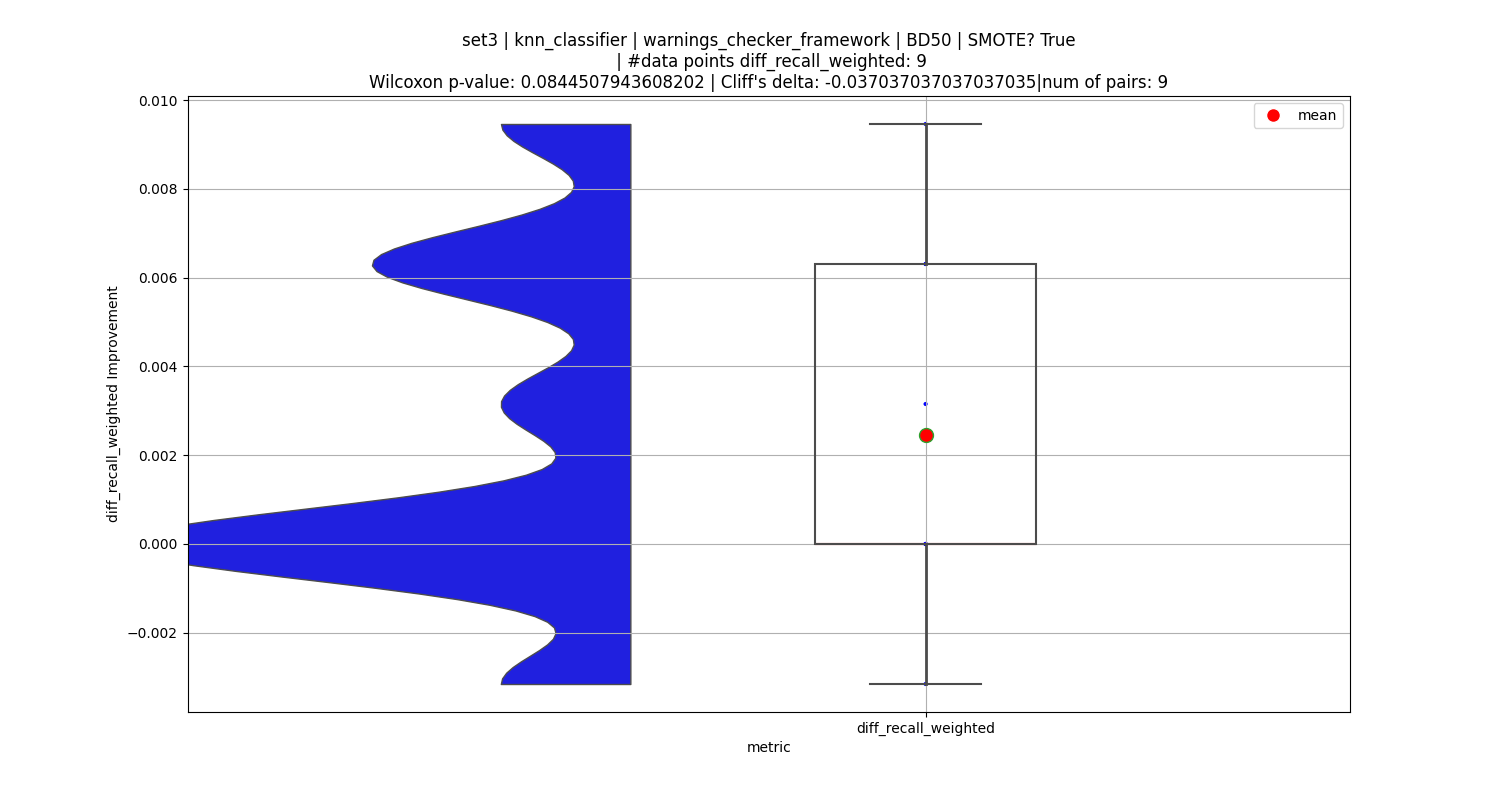 set3 | knn_classifier | warnings_checker_framework | BD50 | SMOTE? True
| #data points diff_recall_weighted: 9
Wilcoxon p-value: 0.0844507943608202 | Cliff's delta: -0.037037037037037035|num of pairs: 9
mean
0.010
0.008
0.006
0.004
0.002
0.000
−0.002
diff_recall_weighted Improvement
diff_recall_weighted
metric